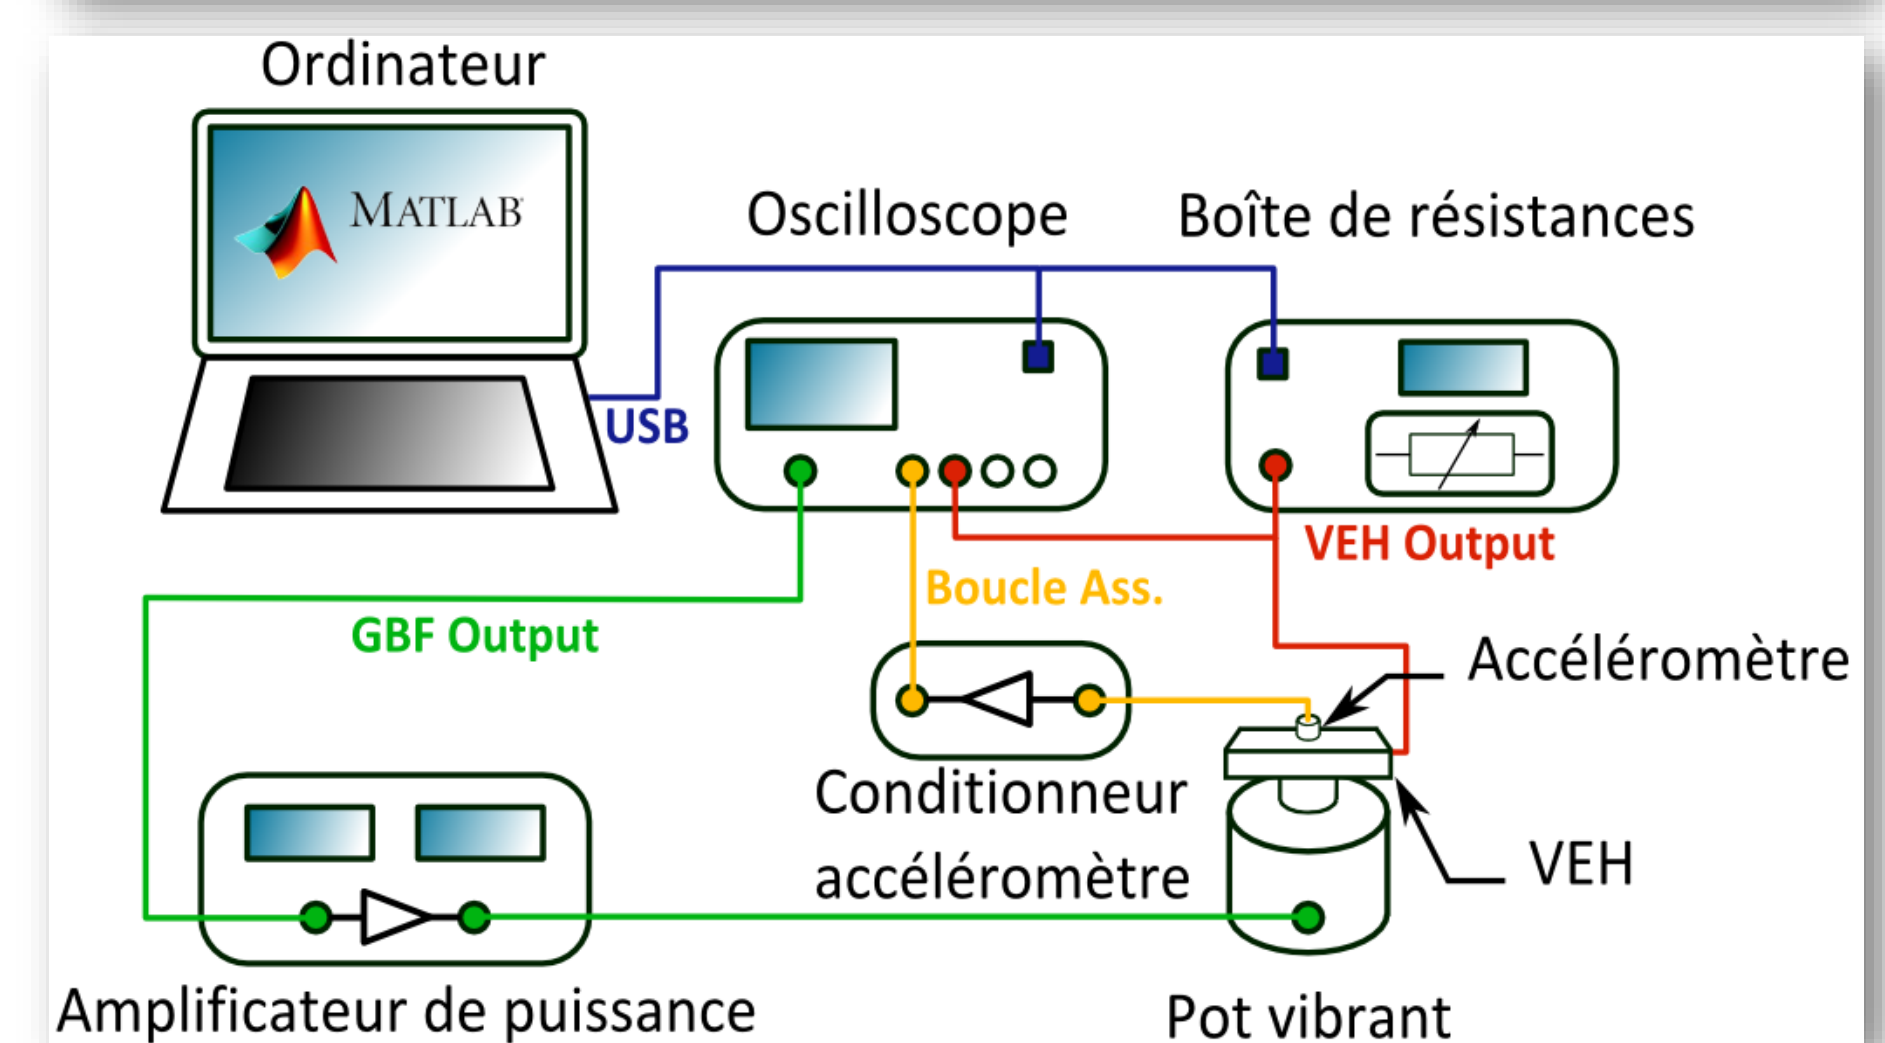 Ordinateur
MATLAB
Oscilloscope
Boîte de résistances
USB
VEH Output
Boucle Ass.
GBF Output
Accéléromètre
Conditionneur
accéléromètre
VEH
Amplificateur de puissance
Pot vibrant